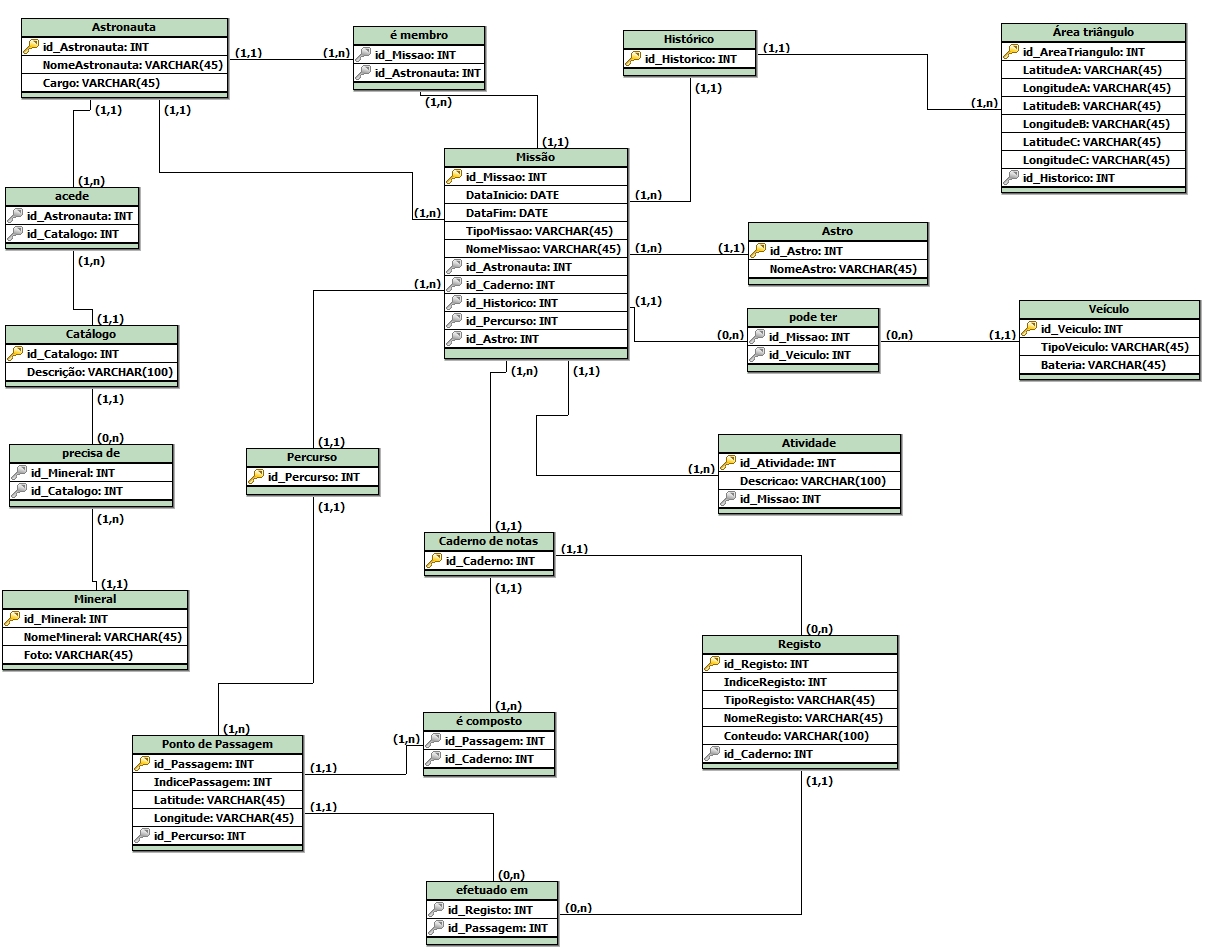 Astronauta
id_Astronauta: INT
NomeAstronauta: VARCHAR(45)
Cargo: VARCHAR(45)
(1,1)
(1,n)
(1,1)
(1,1)
é membro
id_Missao: INT
id_Astronauta: INT
(1,n)
Histórico
id_Historico: INT
(1,1)
(1,1)
Área triângulo
id_AreaTriangulo: INT
LatitudeA: VARCHAR(45)
LongitudeA: VARCHAR(45)
LatitudeB: VARCHAR(45)
LongitudeB: VARCHAR(45)
LatitudeC: VARCHAR(45)
LongitudeC: VARCHAR(45)
id_Historico: INT
(1,n)
(1,1)
Missão
id_Missao: INT
DataInicio: DATE
DataFim: DATE
TipoMissao: VARCHAR(45)
NomeMissao: VARCHAR(45)
id_Astronauta: INT
id_Caderno: INT
id_Historico: INT
id_Percurso: INT
id_Astro: INT
(1,n)
(1,n)
(1,n)
(1,n)
(1,1)
(1,n)
(1,1)
(1,n)
acede
id_Astronauta: INT
id_Catalogo: INT
(1,n)
(1,1)
Astro
id_Astro: INT
NomeAstro: VARCHAR(45)
(1,1)
Catálogo
id_Catalogo: INT
Descrição: VARCHAR(100)
(1,1)
(0,n)
pode ter
id_Missao: INT
id_Veiculo: INT
(0,n)
(1,1)
Veículo
id_Veiculo: INT
TipoVeiculo: VARCHAR(45)
Bateria: VARCHAR(45)
(0,n)
precisa de
id_Mineral: INT
id_Catalogo: INT
(1,n)
(1,1)
Percurso
id_Percurso: INT
(1,1)
(1,n)
Atividade
id_Atividade: INT
Descricao: VARCHAR(100)
id_Missao: INT
(1,1)
Caderno de notas
id_Caderno: INT
(1,1)
(1,1)
(1,1)
Mineral
id_Mineral: INT
NomeMineral: VARCHAR(45)
Foto: VARCHAR(45)
(0,n)
Registo
id_Registo: INT
IndiceRegisto: INT
TipoRegisto: VARCHAR(45)
NomeRegisto: VARCHAR(45)
Conteudo: VARCHAR(100)
id_Caderno: INT
(1,1)
(1,n)
Ponto de Passagem
id_Passagem: INT
IndicePassagem: INT
Latitude: VARCHAR(45)
Longitude: VARCHAR(45)
id_Percurso: INT
(1,1)
(1,1)
(1,n)
(1,n)
é composto
id_Passagem: INT
id_Caderno: INT
(0,n)
efetuado em
id_Registo: INT
id_Passagem: INT
(0,n)